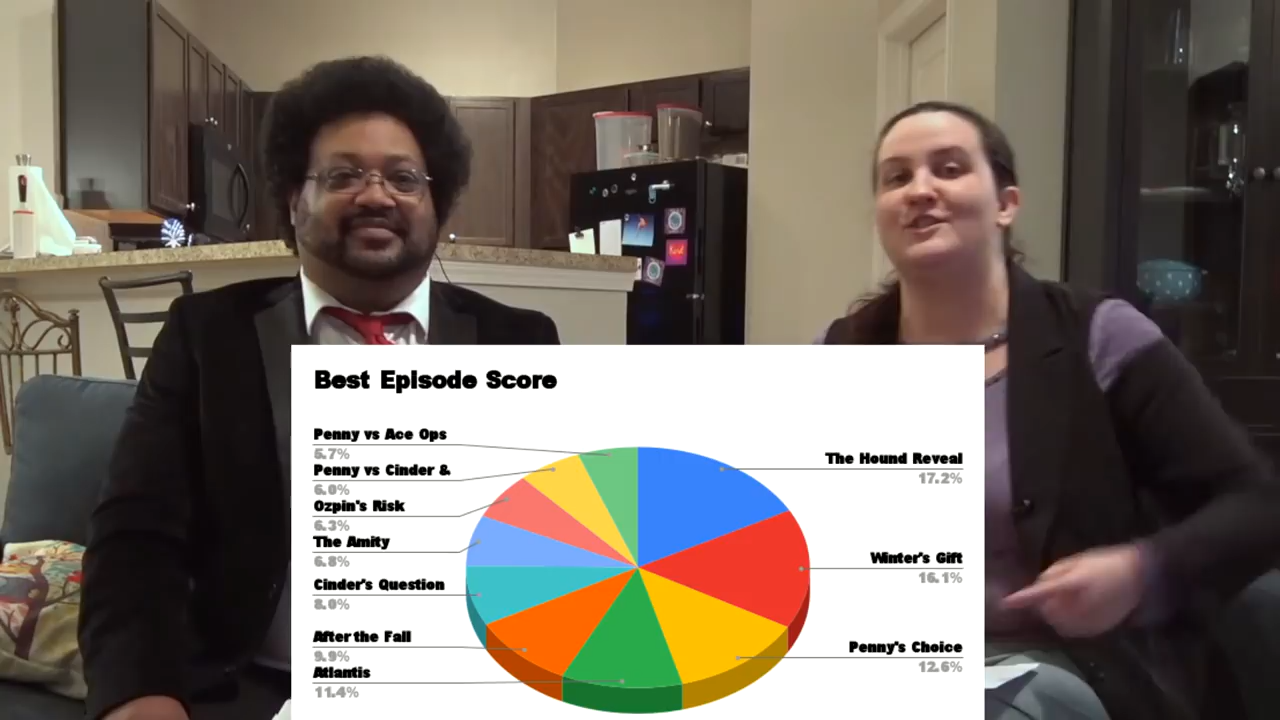 Best Episode Score
Penny vs Ace Ops
5.7%
Penny vs Cinder &
6.0%
Ozpin's Risk
6.3%
The Amity
6.8%
Cinder's Question
8.0%
After the Fall
9.9%
Atlantis
11.4%
The Hound Reveal
17.2%
Winter's Gift
16.1%
Penny's Choice
12.6%